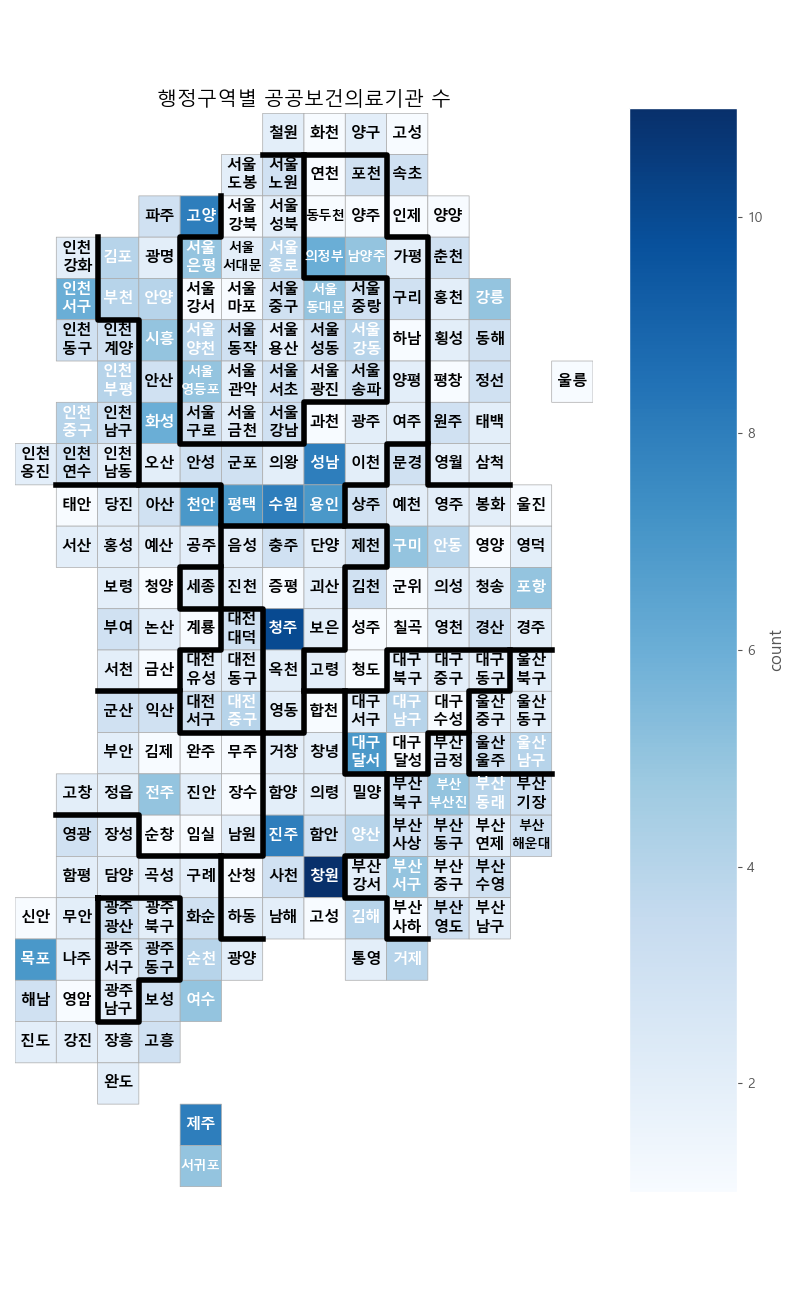 행정구역별 공공보건의료기관 수
철원 화천 양구 고성
서울 도봉 서울 노원 연천 포천 속초
파주 고양 서울 강북 서울 성북 동두천 양주 인제 양양
인천 강화 김포 광명 서울 은평 서울 서대문 서울 종로 의정부 남양주 가평 춘천
인천 서구 부천 안양 서울 강서 서울 마포 서울 중구 서울 동대문 서울 중랑 구리 홍천 강릉
인천 동구 인천 계양 시흥 서울 양천 서울 동작 서울 용산 서울 성동 서울 강동 하남 횡성 동해
인천 부평 안산 서울 영등포 서울 관악 서울 서초 서울 광진 서울 송파 양평 평창 정선 울릉
인천 중구 인천 남구 화성 서울 구로 서울 금천 서울 강남 과천 광주 여주 원주 태백
인천 옹진 인천 연수 인천 남동 오산 안성 군포 의왕 성남 이천 문경 영월 삼척
태안 당진 아산 천안 평택 수원 용인 상주 예천 영주 봉화 울진
서산 홍성 예산 공주 음성 충주 단양 제천 구미 안동 영양 영덕
보령 청양 세종 진천 증평 괴산 김천 군위 의성 청송 포항
부여 논산 계룡 대전 대덕 청주 보은 성주 칠곡 영천 경산 경주
서천 금산 대전 유성 대전 동구 옥천 고령 청도 대구 북구 대구 중구 대구 동구 울산 북구
군산 익산 대전 서구 대전 중구 영동 합천 대구 서구 대구 남구 대구 수성 울산 중구 울산 동구
부안 김제 완주 무주 거창 창녕 대구 달서 대구 달성 부산 금정 울산 울주 울산 남구
고창 정읍 전주 진안 장수 함양 의령 밀양 부산 북구 부산 부산진 부산 동래 부산 기장
영광 장성 순창 임실 남원 진주 함안 양산 부산 사상 부산 동구 부산 연제 부산 해운대
함평 담양 곡성 구례 산청 사천 창원 부산 강서 부산 서구 부산 중구 부산 수영
신안 무안 광주 광산 광주 북구 화순 하동 남해 고성 김해 부산 사하 부산 영도 부산 남구
목포 나주 광주 서구 광주 동구 순천 광양 통영 거제
해남 영암 광주 남구 보성 여수
진도 강진 장흥 고흥
완도
제주
서귀포
10
8
6
4
2
count